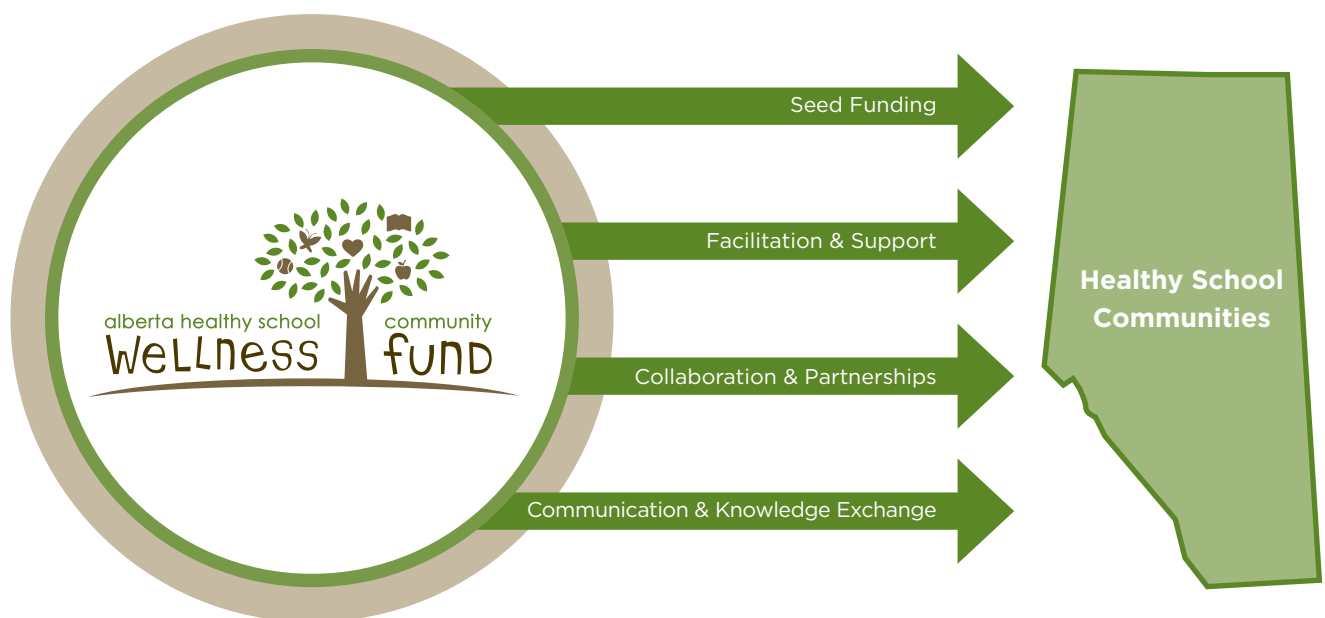 alberta healthy school community
WELLNESS FUND
Seed Funding
Facilitation & Support
Collaboration & Partnerships
Communication & Knowledge Exchange
Healthy School
Communities